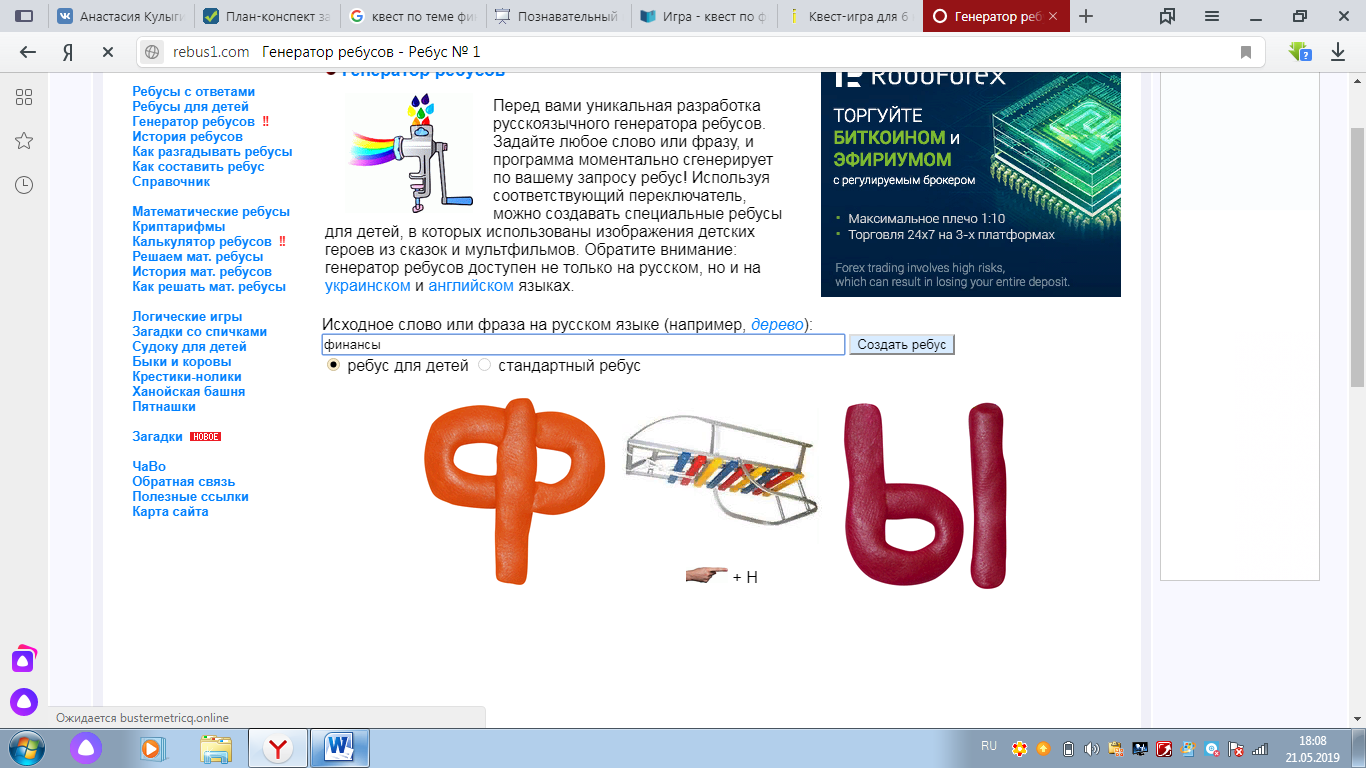 Анастасия Кулыги
План-конспект за
квест по теме фи
Познавательный
Игра - квест по ф
Квест-игра для 6
Генератор реб
rebus1.com Генератор ребусов - Ребус № 1
Генератор ребусов
Ребусы с ответами
Ребусы для детей
Генератор ребусов !!
История ребусов
Как разгадывать ребусы
Как составить ребус
Справочник
Математические ребусы
Криптарифмы
Калькулятор ребусов !!
Решаем мат. ребусы
История мат. ребусов
Как решать мат. ребусы
Логические игры
Загадки со спичками
Судоку для детей
Быки и коровы
Крестики-нолики
Ханойская башня
Пятнашки
Загадки НОВОЕ
ЧаВо
Обратная связь
Полезные ссылки
Карта сайта
Перед вами уникальная разработка
русскоязычного генератора ребусов.
Задайте любое слово или фразу, и
программа моментально сгенерирует
по вашему запросу ребус! Используя
соответствующий переключатель,
можно создавать специальные ребусы
для детей, в которых использованы изображения детских
героев из сказок и мультфильмов. Обратите внимание:
генератор ребусов доступен не только на русском, но и на
украинском и английском языках.
RoboForex
ТОРГУЙТЕ
БИТКОИНОМ и
ЭФИРИУМОМ
с регулируемым брокером
Максимальное плечо 1:10
Торговля 24x7 на 3-х платформах
Forex trading involves high risks,
which can result in losing your entire deposit.
Исходное слово или фраза на русском языке (например, дерево):
финансы Создать ребус
ребус для детей стандартный ребус
Ф Ы
+ Н
Ожидается bustermetricq.online
RU
18:08
21.05.2019